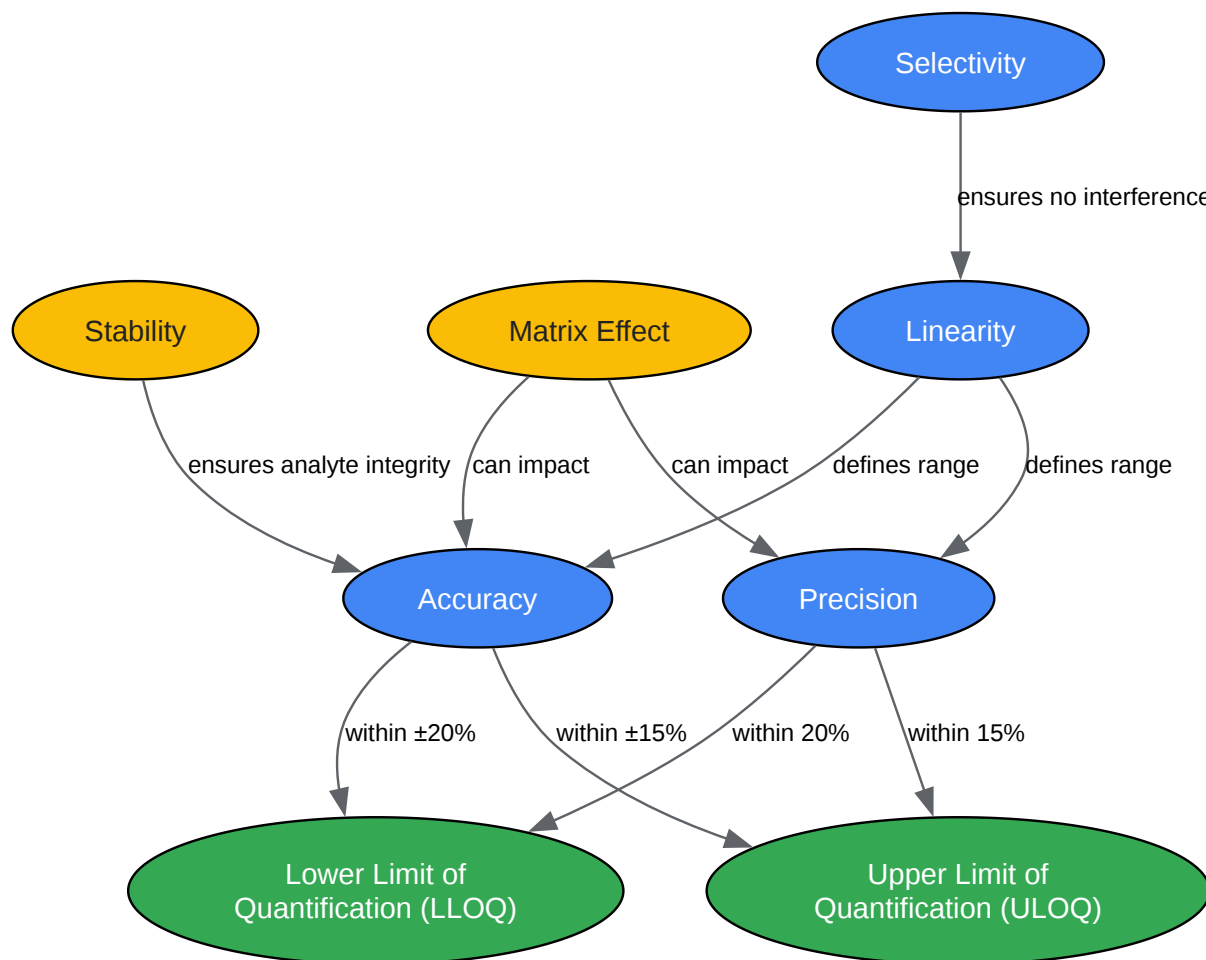 Selectivity
ensures no interference
Stability
Matrix Effect
Linearity
ensures analyte integrity
can impact
can impact
defines range
defines range
Accuracy
Precision
within ±20%
within ±15%
within 20%
within 15%
Lower Limit of
Quantification (LLOQ)
Upper Limit of
Quantification (ULOQ)